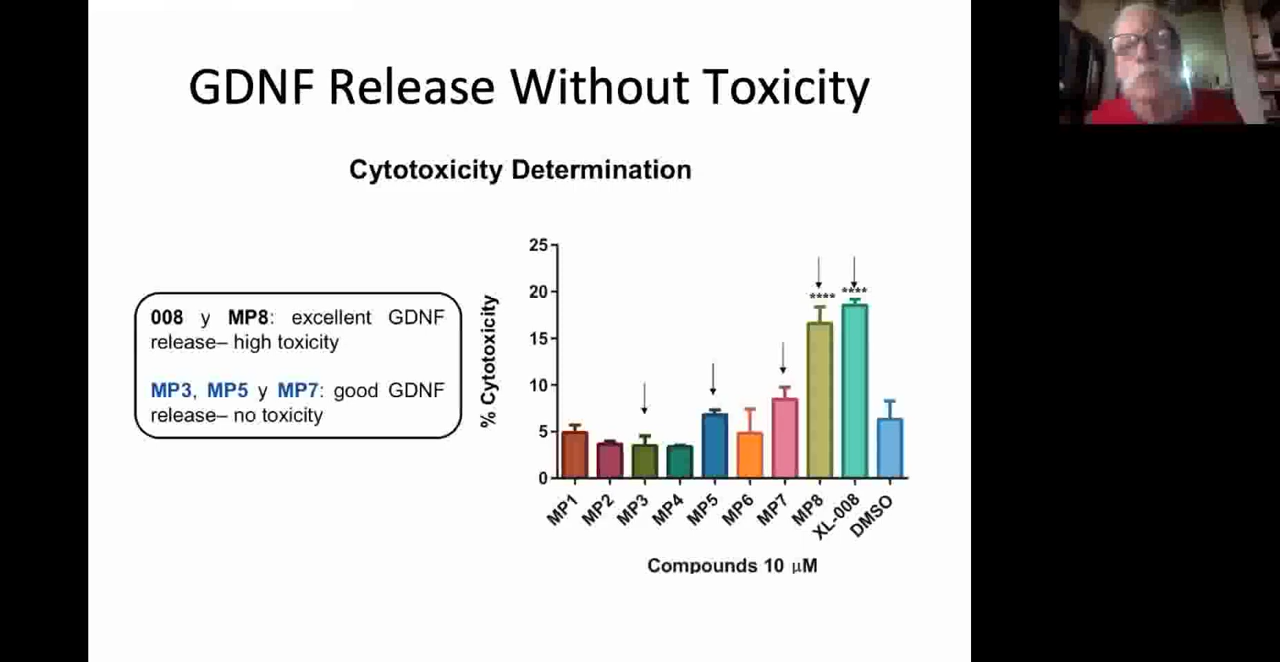 GDNF Release Without Toxicity
Cytotoxicity Determination
008 y MP8: excellent GDNF
release– high toxicity
MP3, MP5 y MP7: good GDNF
release– no toxicity
% Cytotoxicity
25
20
15
10
5
0
**** ****
MP1 MP2 MP3 MP4 MP5 MP6 MP7 MP8 XL-008 DMSO
Compounds 10 μM